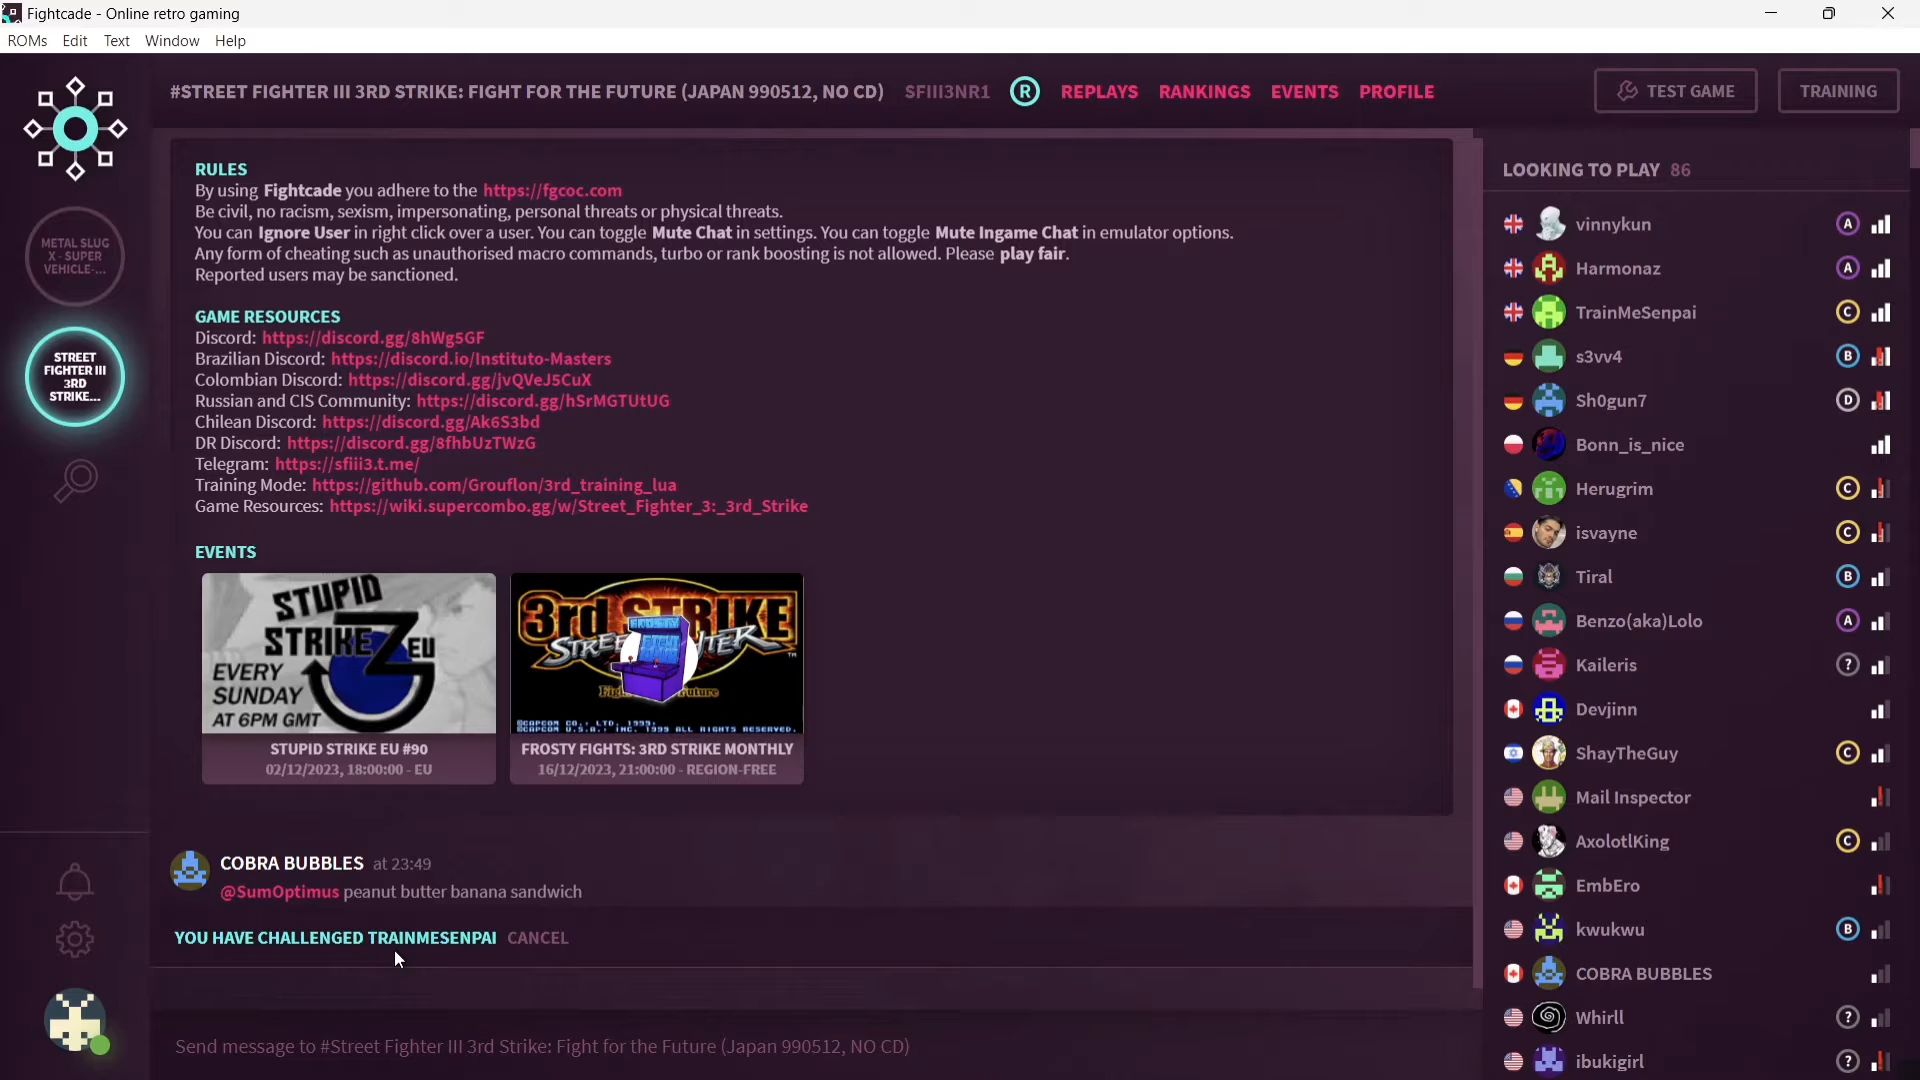 Fightcade - Online retro gaming
ROMs Edit Text Window Help
#STREET FIGHTER III 3RD STRIKE: FIGHT FOR THE FUTURE (JAPAN 990512, NO CD) SFIII3NR1 R REPLAYS RANKINGS EVENTS PROFILE TEST GAME TRAINING
METAL SLUG
X - SUPER
VEHICLE-...
STREET
FIGHTER III
3RD
STRIKE...
RULES
By using Fightcade you adhere to the https://fgcoc.com
Be civil, no racism, sexism, impersonating, personal threats or physical threats.
You can Ignore User in right click over a user. You can toggle Mute Chat in settings. You can toggle Mute Ingame Chat in emulator options.
Any form of cheating such as unauthorised macro commands, turbo or rank boosting is not allowed. Please play fair.
Reported users may be sanctioned.
GAME RESOURCES
Discord: https://discord.gg/8hWg5GF
Brazilian Discord: https://discord.io/Instituto-Masters
Colombian Discord: https://discord.gg/jvQVeJ5CuX
Russian and CIS Community: https://discord.gg/hSrMGTUtUG
Chilean Discord: https://discord.gg/Ak6S3bd
DR Discord: https://discord.gg/8fhbUzTWzG
Telegram: https://sfiii3.t.me/
Training Mode: https://github.com/Grouflon/3rd_training_lua
Game Resources: https://wiki.supercombo.gg/w/Street_Fighter_3:_3rd_Strike
EVENTS
STUPID
STRIKE EU
EVERY
SUNDAY
AT 6PM GMT
STUPID STRIKE EU #90
02/12/2023, 18:00:00 - EU
3rd STRIKE
FROSTY
©CAPCOM CO., LTD. 1999.
©CAPCOM U.S.A., INC. 1999 ALL RIGHTS RESERVED.
FROSTY FIGHTS: 3RD STRIKE MONTHLY
16/12/2023, 21:00:00 - REGION-FREE
COBRA BUBBLES at 23:49
@SumOptimus peanut butter banana sandwich
YOU HAVE CHALLENGED TRAINMESENPAI CANCEL
Send message to #Street Fighter III 3rd Strike: Fight for the Future (Japan 990512, NO CD)
LOOKING TO PLAY 86
vinnykun A
Harmonaz A
TrainMeSenpai C
s3vv4 B
Sh0gun7 D
Bonn_is_nice
Herugrim C
isvayne C
Tiral B
Benzo(aka)Lolo A
Kaileris ?
Devjinn
ShayTheGuy C
Mail Inspector
AxolotlKing C
EmbEro
kwukwu B
COBRA BUBBLES
Whirll ?
ibukigirl ?